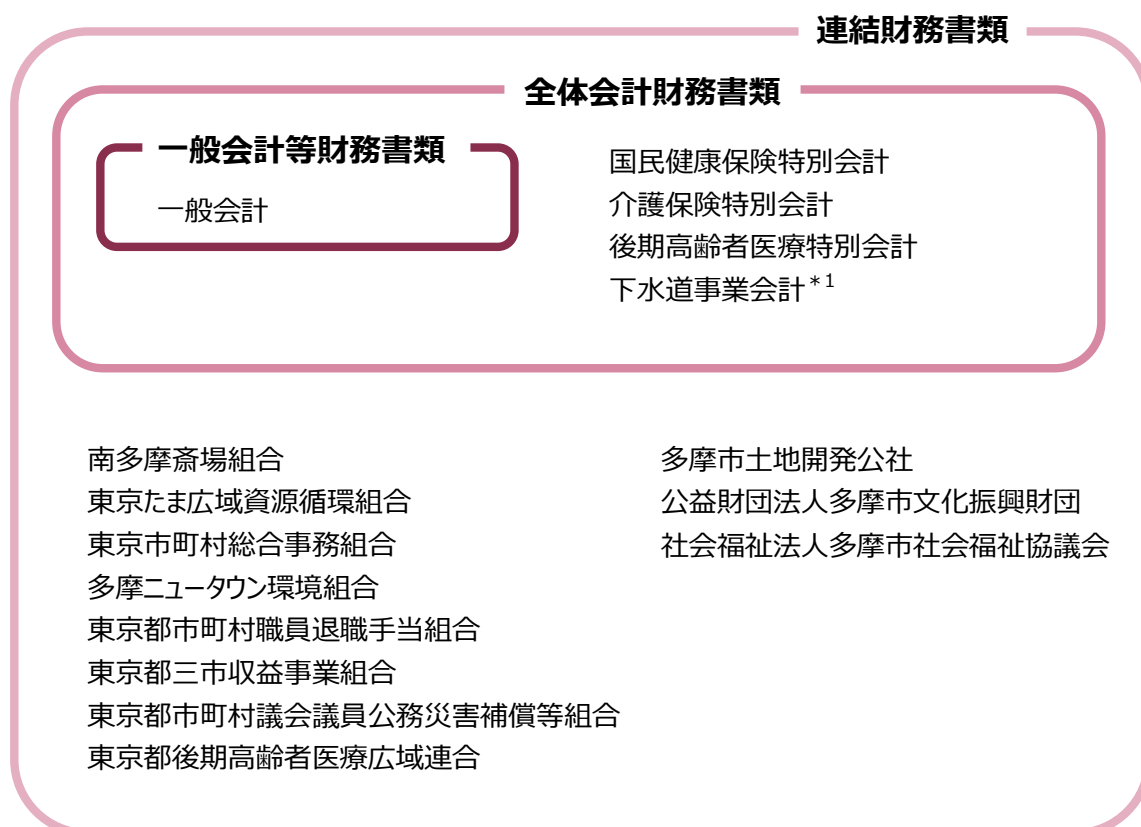 連結財務書類
全体会計財務書類
一般会計等財務書類
一般会計
国民健康保険特別会計
介護保険特別会計
後期高齢者医療特別会計
下水道事業会計*1
南多摩斎場組合
東京たま広域資源循環組合
東京市町村総合事務組合
多摩ニュータウン環境組合
東京都市町村職員退職手当組合
東京都三市収益事業組合
東京都市町村議会議員公務災害補償等組合
東京都後期高齢者医療広域連合
多摩市土地開発公社
公益財団法人多摩市文化振興財団
社会福祉法人多摩市社会福祉協議会